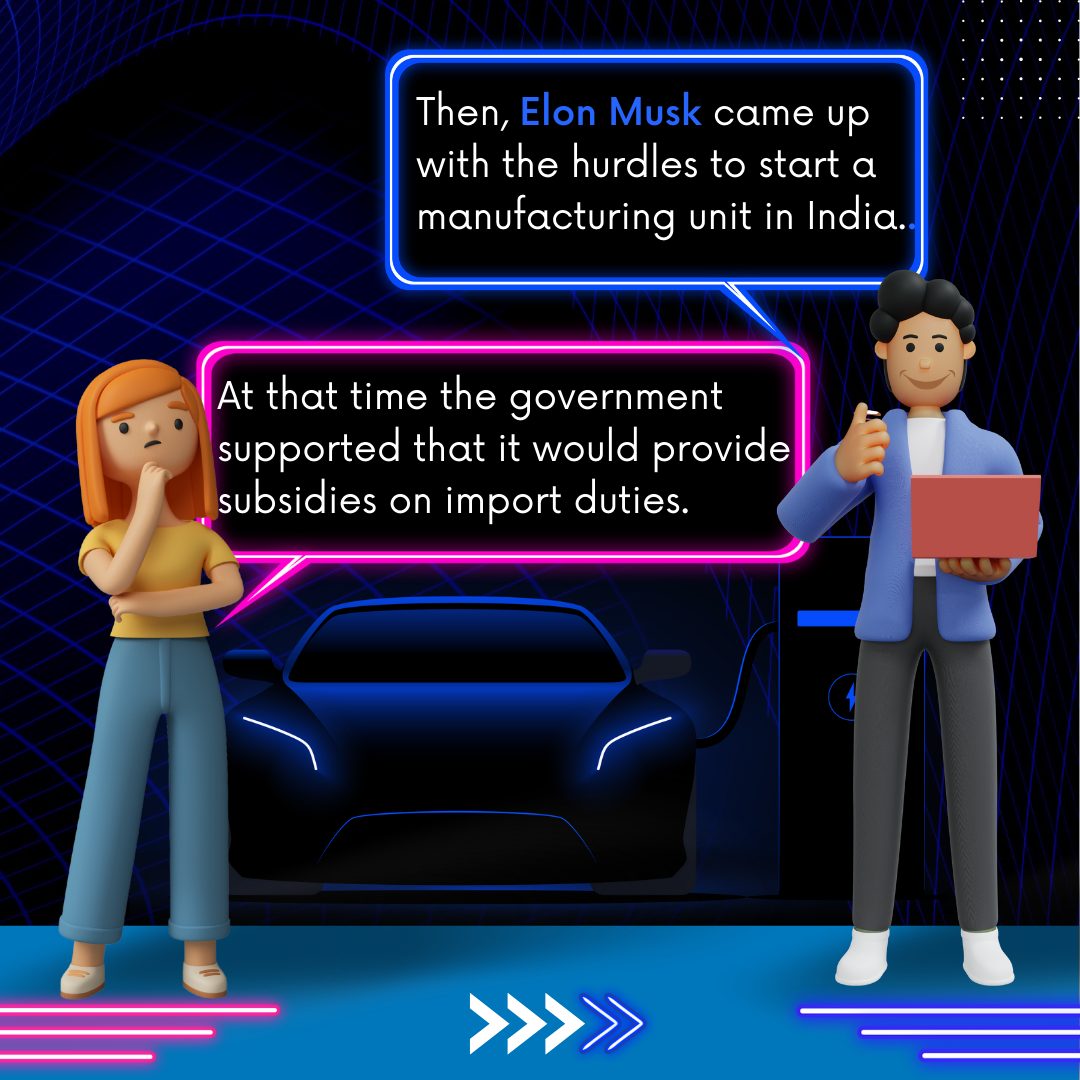 Then, Elon Musk came up
with the hurdles to start a
manufacturing unit in India..
At that time the government
supported that it would provide
subsidies on import duties.